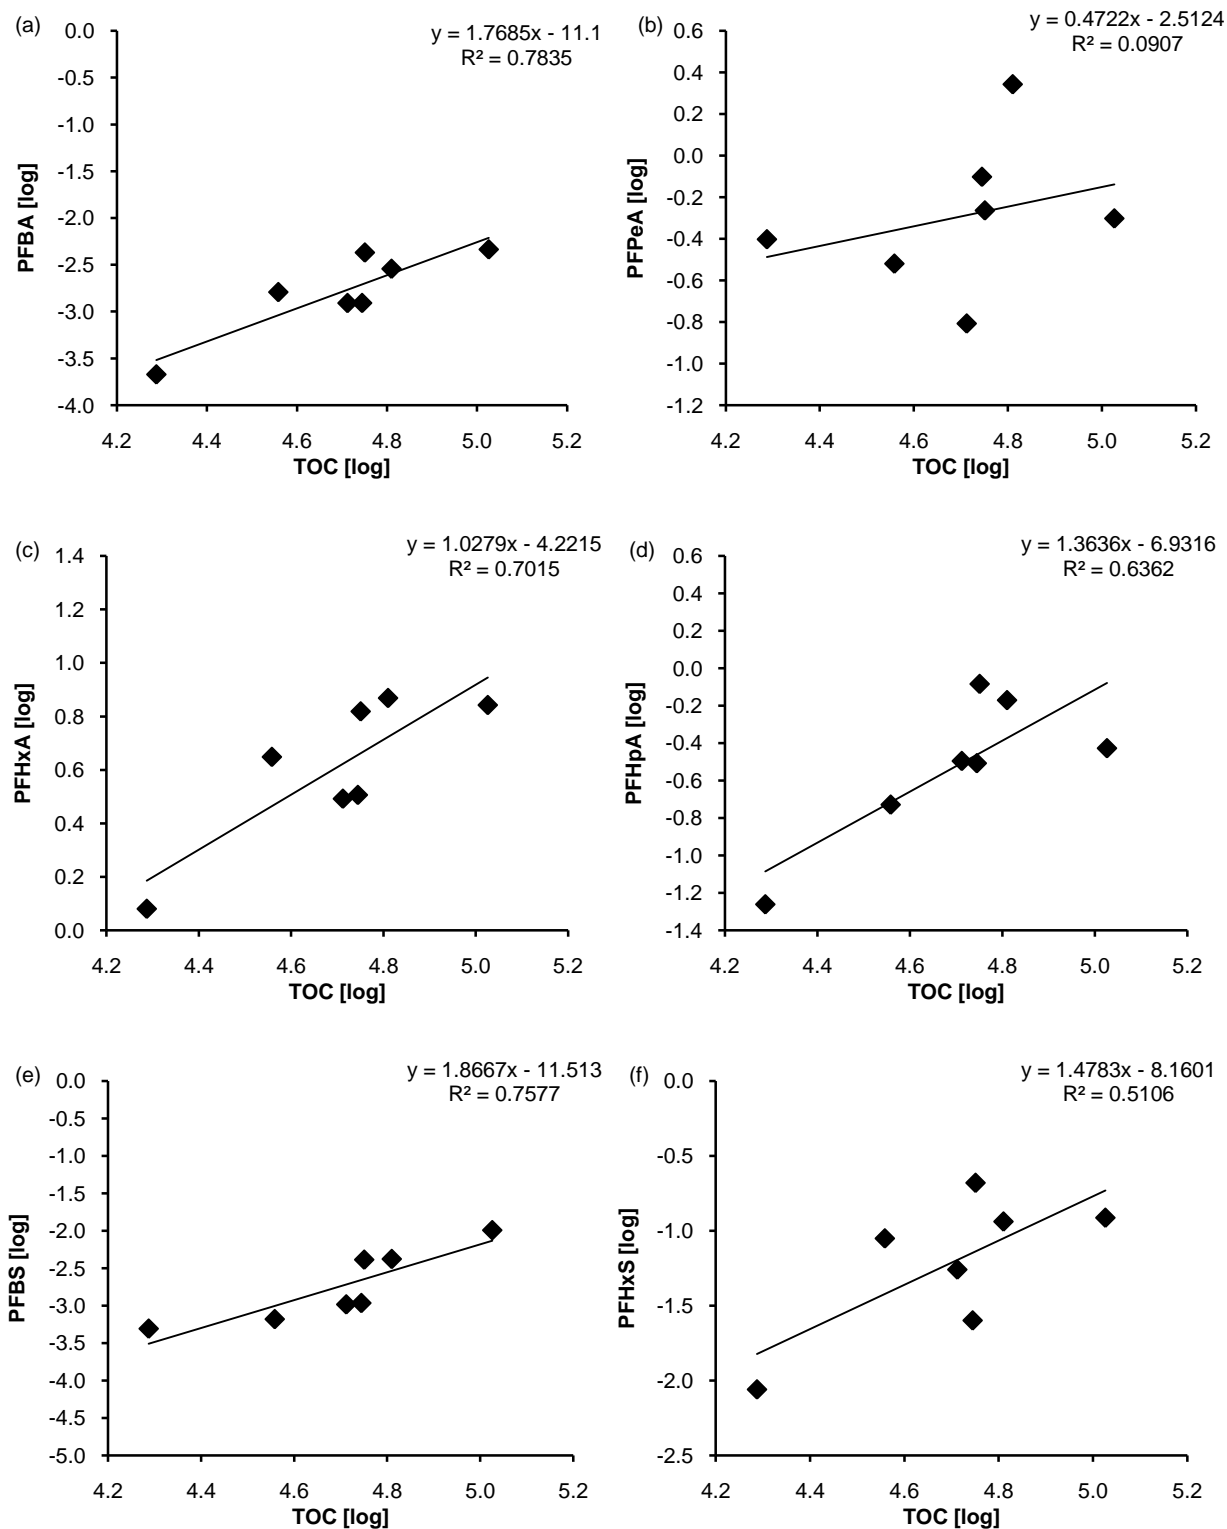 (a)
y = 1.7685x - 11.1
R² = 0.7835
0.0
-0.5
-1.0
-1.5
-2.0
-2.5
-3.0
-3.5
-4.0
PFBA [log]
4.2 4.4 4.6 4.8 5.0 5.2
TOC [log]
(b)
y = 0.4722x - 2.5124
R² = 0.0907
0.6
0.4
0.2
0.0
-0.2
-0.4
-0.6
-0.8
-1.0
-1.2
PFPeA [log]
4.2 4.4 4.6 4.8 5.0 5.2
TOC [log]
(c)
y = 1.0279x - 4.2215
R² = 0.7015
1.4
1.2
1.0
0.8
0.6
0.4
0.2
0.0
PFHxA [log]
4.2 4.4 4.6 4.8 5.0 5.2
TOC [log]
(d)
y = 1.3636x - 6.9316
R² = 0.6362
0.6
0.4
0.2
0.0
-0.2
-0.4
-0.6
-0.8
-1.0
-1.2
-1.4
PFHpA [log]
4.2 4.4 4.6 4.8 5.0 5.2
TOC [log]
(e)
y = 1.8667x - 11.513
R² = 0.7577
0.0
-0.5
-1.0
-1.5
-2.0
-2.5
-3.0
-3.5
-4.0
-4.5
-5.0
PFBS [log]
4.2 4.4 4.6 4.8 5.0 5.2
TOC [log]
(f)
y = 1.4783x - 8.1601
R² = 0.5106
0.0
-0.5
-1.0
-1.5
-2.0
-2.5
PFHxS [log]
4.2 4.4 4.6 4.8 5.0 5.2
TOC [log]